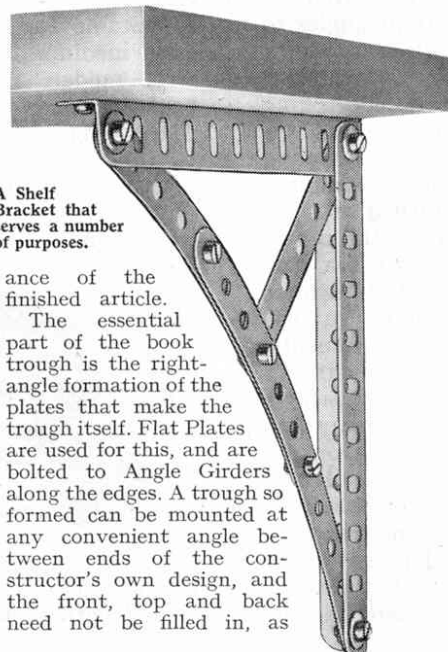 A Shelf
Bracket that
serves a number
of purposes.
ance of the
finished article.
The essential
part of the book
trough is the right-
angle formation of the
plates that make the
trough itself. Flat Plates
are used for this, and are
bolted to Angle Girders
along the edges. A trough so
formed can be mounted at
any convenient angle be-
tween ends of the con-
structor's own design, and
the front, top and back
need not be filled in, as